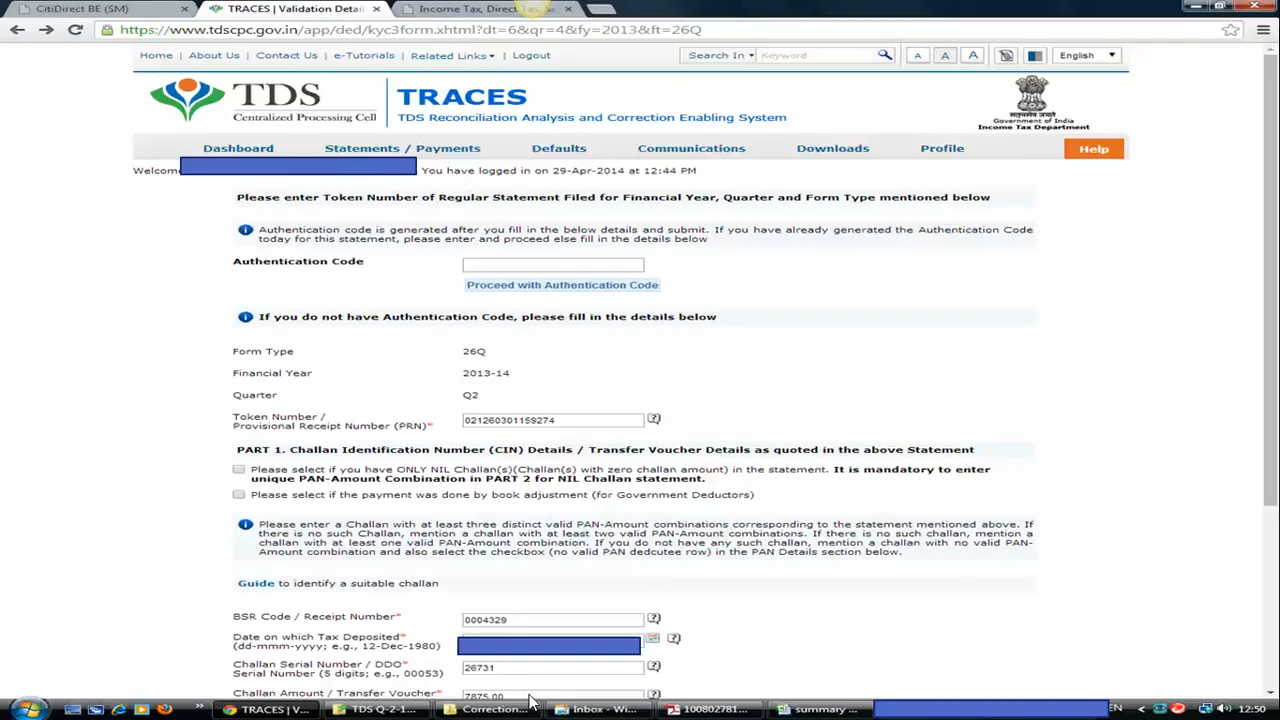 CitiDirect BE (SM)
TRACES | Validation Detai
Income Tax, Direct Tax S
https://www.tdscpc.gov.in/app/ded/kyc3form.xhtml?dt=6&qr=4&fy=2013&ft=26Q
Home | About Us | Contact Us | e-Tutorials | Related Links | Logout
Search In Keyword A A A English
TDS
Centralized Processing Cell
TRACES
TDS Reconciliation Analysis and Correction Enabling System
सत्यमेव जयते
Government of India
Income Tax Department
Dashboard Statements / Payments Defaults Communications Downloads Profile Help
Welcome You have logged in on 29-Apr-2014 at 12:44 PM
Please enter Token Number of Regular Statement Filed for Financial Year, Quarter and Form Type mentioned below
Authentication code is generated after you fill in the below details and submit. If you have already generated the Authentication Code
today for this statement, please enter and proceed else fill in the details below
Authentication Code
Proceed with Authentication Code
If you do not have Authentication Code, please fill in the details below
Form Type 26Q
Financial Year 2013-14
Quarter Q2
Token Number /
Provisional Receipt Number (PRN)* 021260301159274
PART 1. Challan Identification Number (CIN) Details / Transfer Voucher Details as quoted in the above Statement
Please select if you have ONLY NIL Challan(s)(Challan(s) with zero challan amount) in the statement. It is mandatory to enter
unique PAN-Amount Combination in PART 2 for NIL Challan statement.
Please select if the payment was done by book adjustment (for Government Deductors)
Please enter a Challan with at least three distinct valid PAN-Amount combinations corresponding to the statement mentioned above. If
there is no such Challan, mention a challan with at least two valid PAN-Amount combinations. If there is no such challan, mention a
challan with at least one valid PAN-Amount combination. If you do not have any such challan, mention a challan with no valid PAN-
Amount combination and also select the checkbox (no valid PAN dedcutee row) in the PAN Details section below.
Guide to identify a suitable challan
BSR Code / Receipt Number* 0004329
Date on which Tax Deposited*
(dd-mmm-yyyy; e.g., 12-Dec-1980)
Challan Serial Number / DDO*
Serial Number (5 digits; e.g., 00053) 26731
Challan Amount / Transfer Voucher* 7875.00
TRACES | V... TDS Q-2-1... Correction... Inbox - Wi... 100802781... summary ... EN 12:50